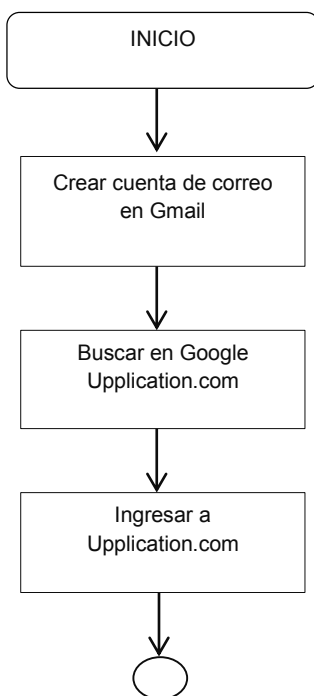 INICIO
Crear cuenta de correo
en Gmail
Buscar en Google
Upplication.com
Ingresar a
Upplication.com